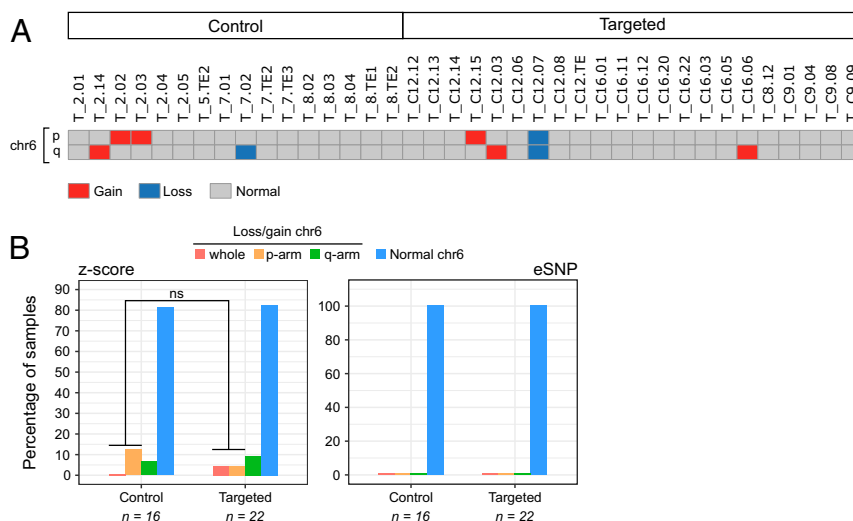 A
Control Targeted
T_2.01 T_2.14 T_2.02 T_2.03 T_2.04 T_2.05 T_5.TE2 T_7.01 T_7.02 T_7.TE2 T_7.TE3 T_8.02 T_8.03 T_8.04 T_8.TE1 T_8.TE2 T_C12.12 T_C12.13 T_C12.14 T_C12.15 T_C12.03 T_C12.06 T_C12.07 T_C12.08 T_C12.TE T_C16.01 T_C16.11 T_C16.12 T_C16.20 T_C16.22 T_C16.03 T_C16.05 T_C16.06 T_C8.12 T_C9.01 T_C9.04 T_C9.08 T_C9.09
chr6 p
q
Gain Loss Normal
B
Loss/gain chr6
whole p-arm q-arm Normal chr6
z-score eSNP
Percentage of samples
90
80
70
60
50
40
30
20
10
0
ns
Control Targeted
n = 16 n = 22
100
80
60
40
20
0
Control Targeted
n = 16 n = 22